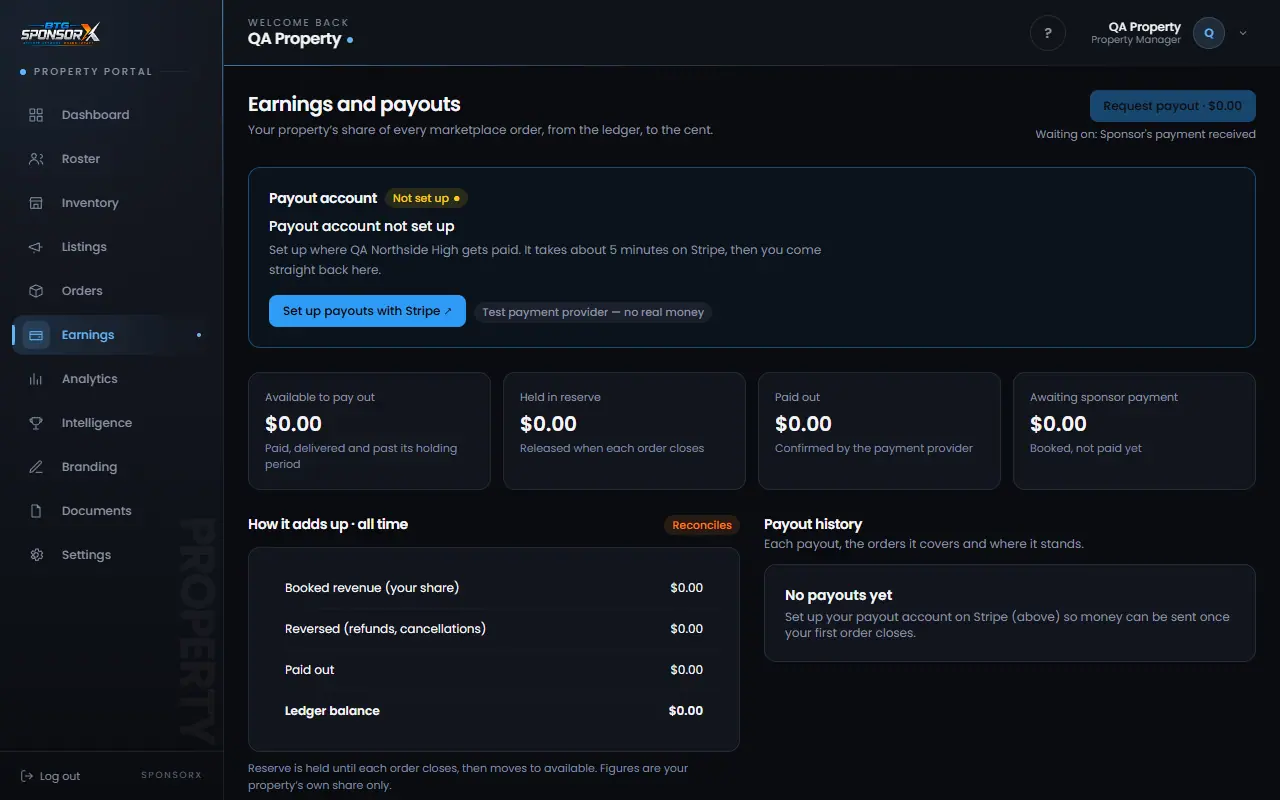 BTG
SPONSORX
PROPERTY PORTAL
Dashboard
Roster
Inventory
Listings
Orders
Earnings
Analytics
Intelligence
Branding
Documents
Settings
PROPERTY
Log out
SPONSORX
WELCOME BACK
QA Property
?
QA Property
Property Manager
Q
Earnings and payouts
Your property's share of every marketplace order, from the ledger, to the cent.
Request payout · $0.00
Waiting on: Sponsor's payment received
Payout account
Not set up
Payout account not set up
Set up where QA Northside High gets paid. It takes about 5 minutes on Stripe, then you come
straight back here.
Set up payouts with Stripe ↗
Test payment provider — no real money
Available to pay out
$0.00
Paid, delivered and past its holding
period
Held in reserve
$0.00
Released when each order closes
Paid out
$0.00
Confirmed by the payment provider
Awaiting sponsor payment
$0.00
Booked, not paid yet
How it adds up · all time
Reconciles
Booked revenue (your share) $0.00
Reversed (refunds, cancellations) $0.00
Paid out $0.00
Ledger balance $0.00
Reserve is held until each order closes, then moves to available. Figures are your
property's own share only.
Payout history
Each payout, the orders it covers and where it stands.
No payouts yet
Set up your payout account on Stripe (above) so money can be sent once
your first order closes.